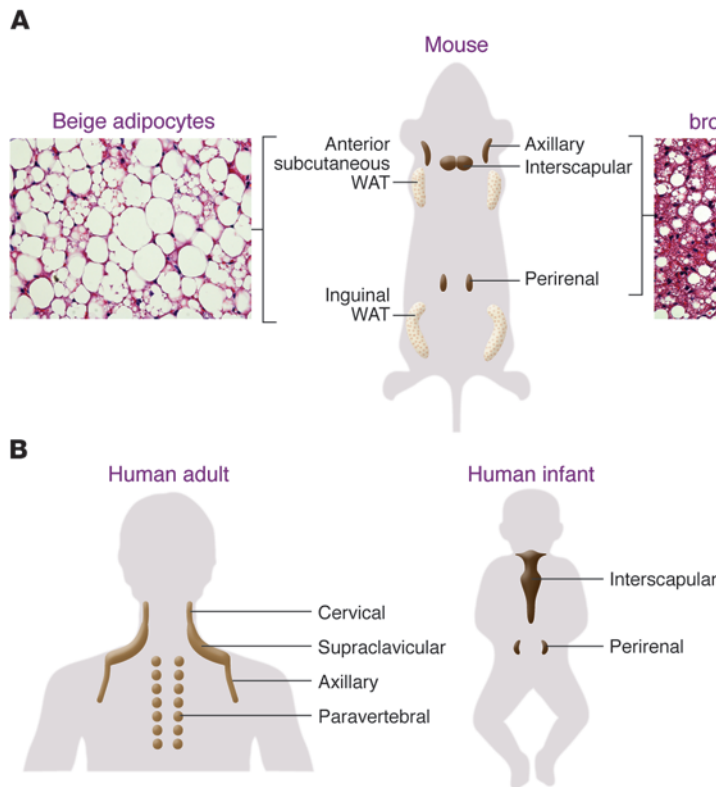 A
Mouse
Beige adipocytes
bro
Anterior
subcutaneous
WAT
Axillary
Interscapular
Perirenal
Inguinal
WAT
B
Human adult
Human infant
Cervical
Supraclavicular
Axillary
Paravertebral
Interscapular
Perirenal